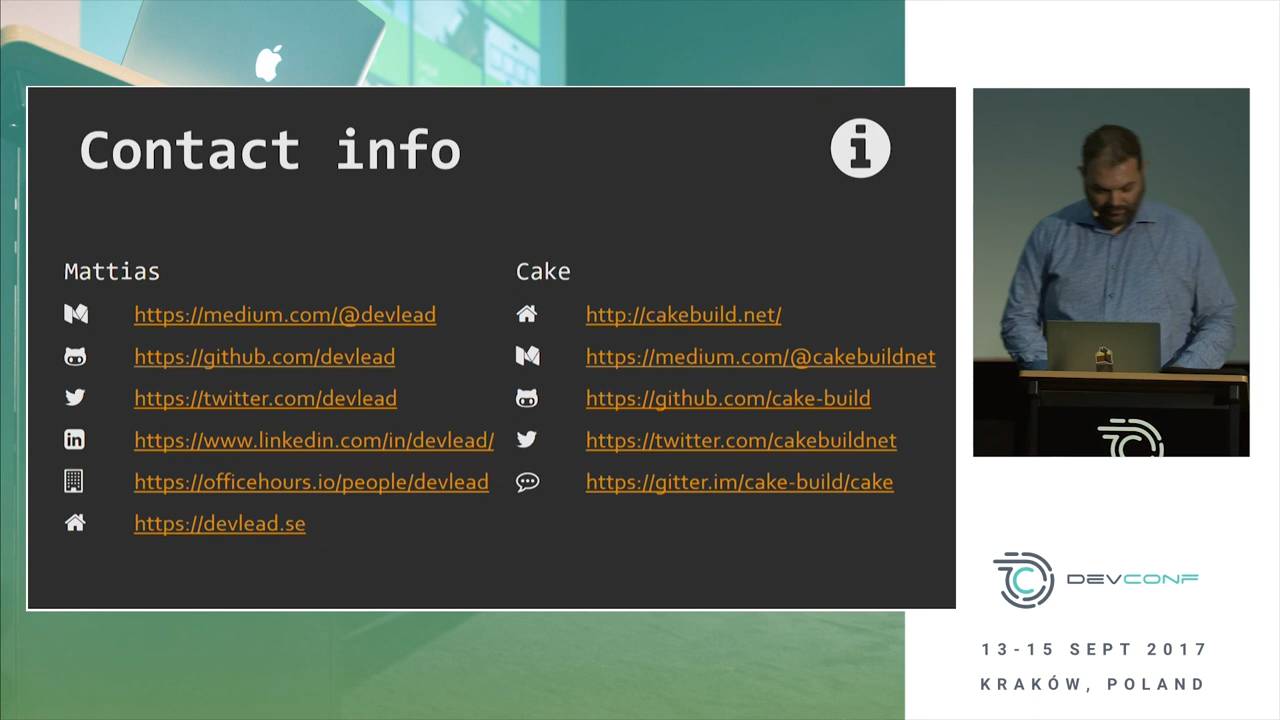 Contact info
Mattias
https://medium.com/@devlead
https://github.com/devlead
https://twitter.com/devlead
https://www.linkedin.com/in/devlead/
https://officehours.io/people/devlead
https://devlead.se
Cake
http://cakebuild.net/
https://medium.com/@cakebuildnet
https://github.com/cake-build
https://twitter.com/cakebuildnet
https://gitter.im/cake-build/cake
DEVCONF
13-15 SEPT 2017
KRAKÓW, POLAND